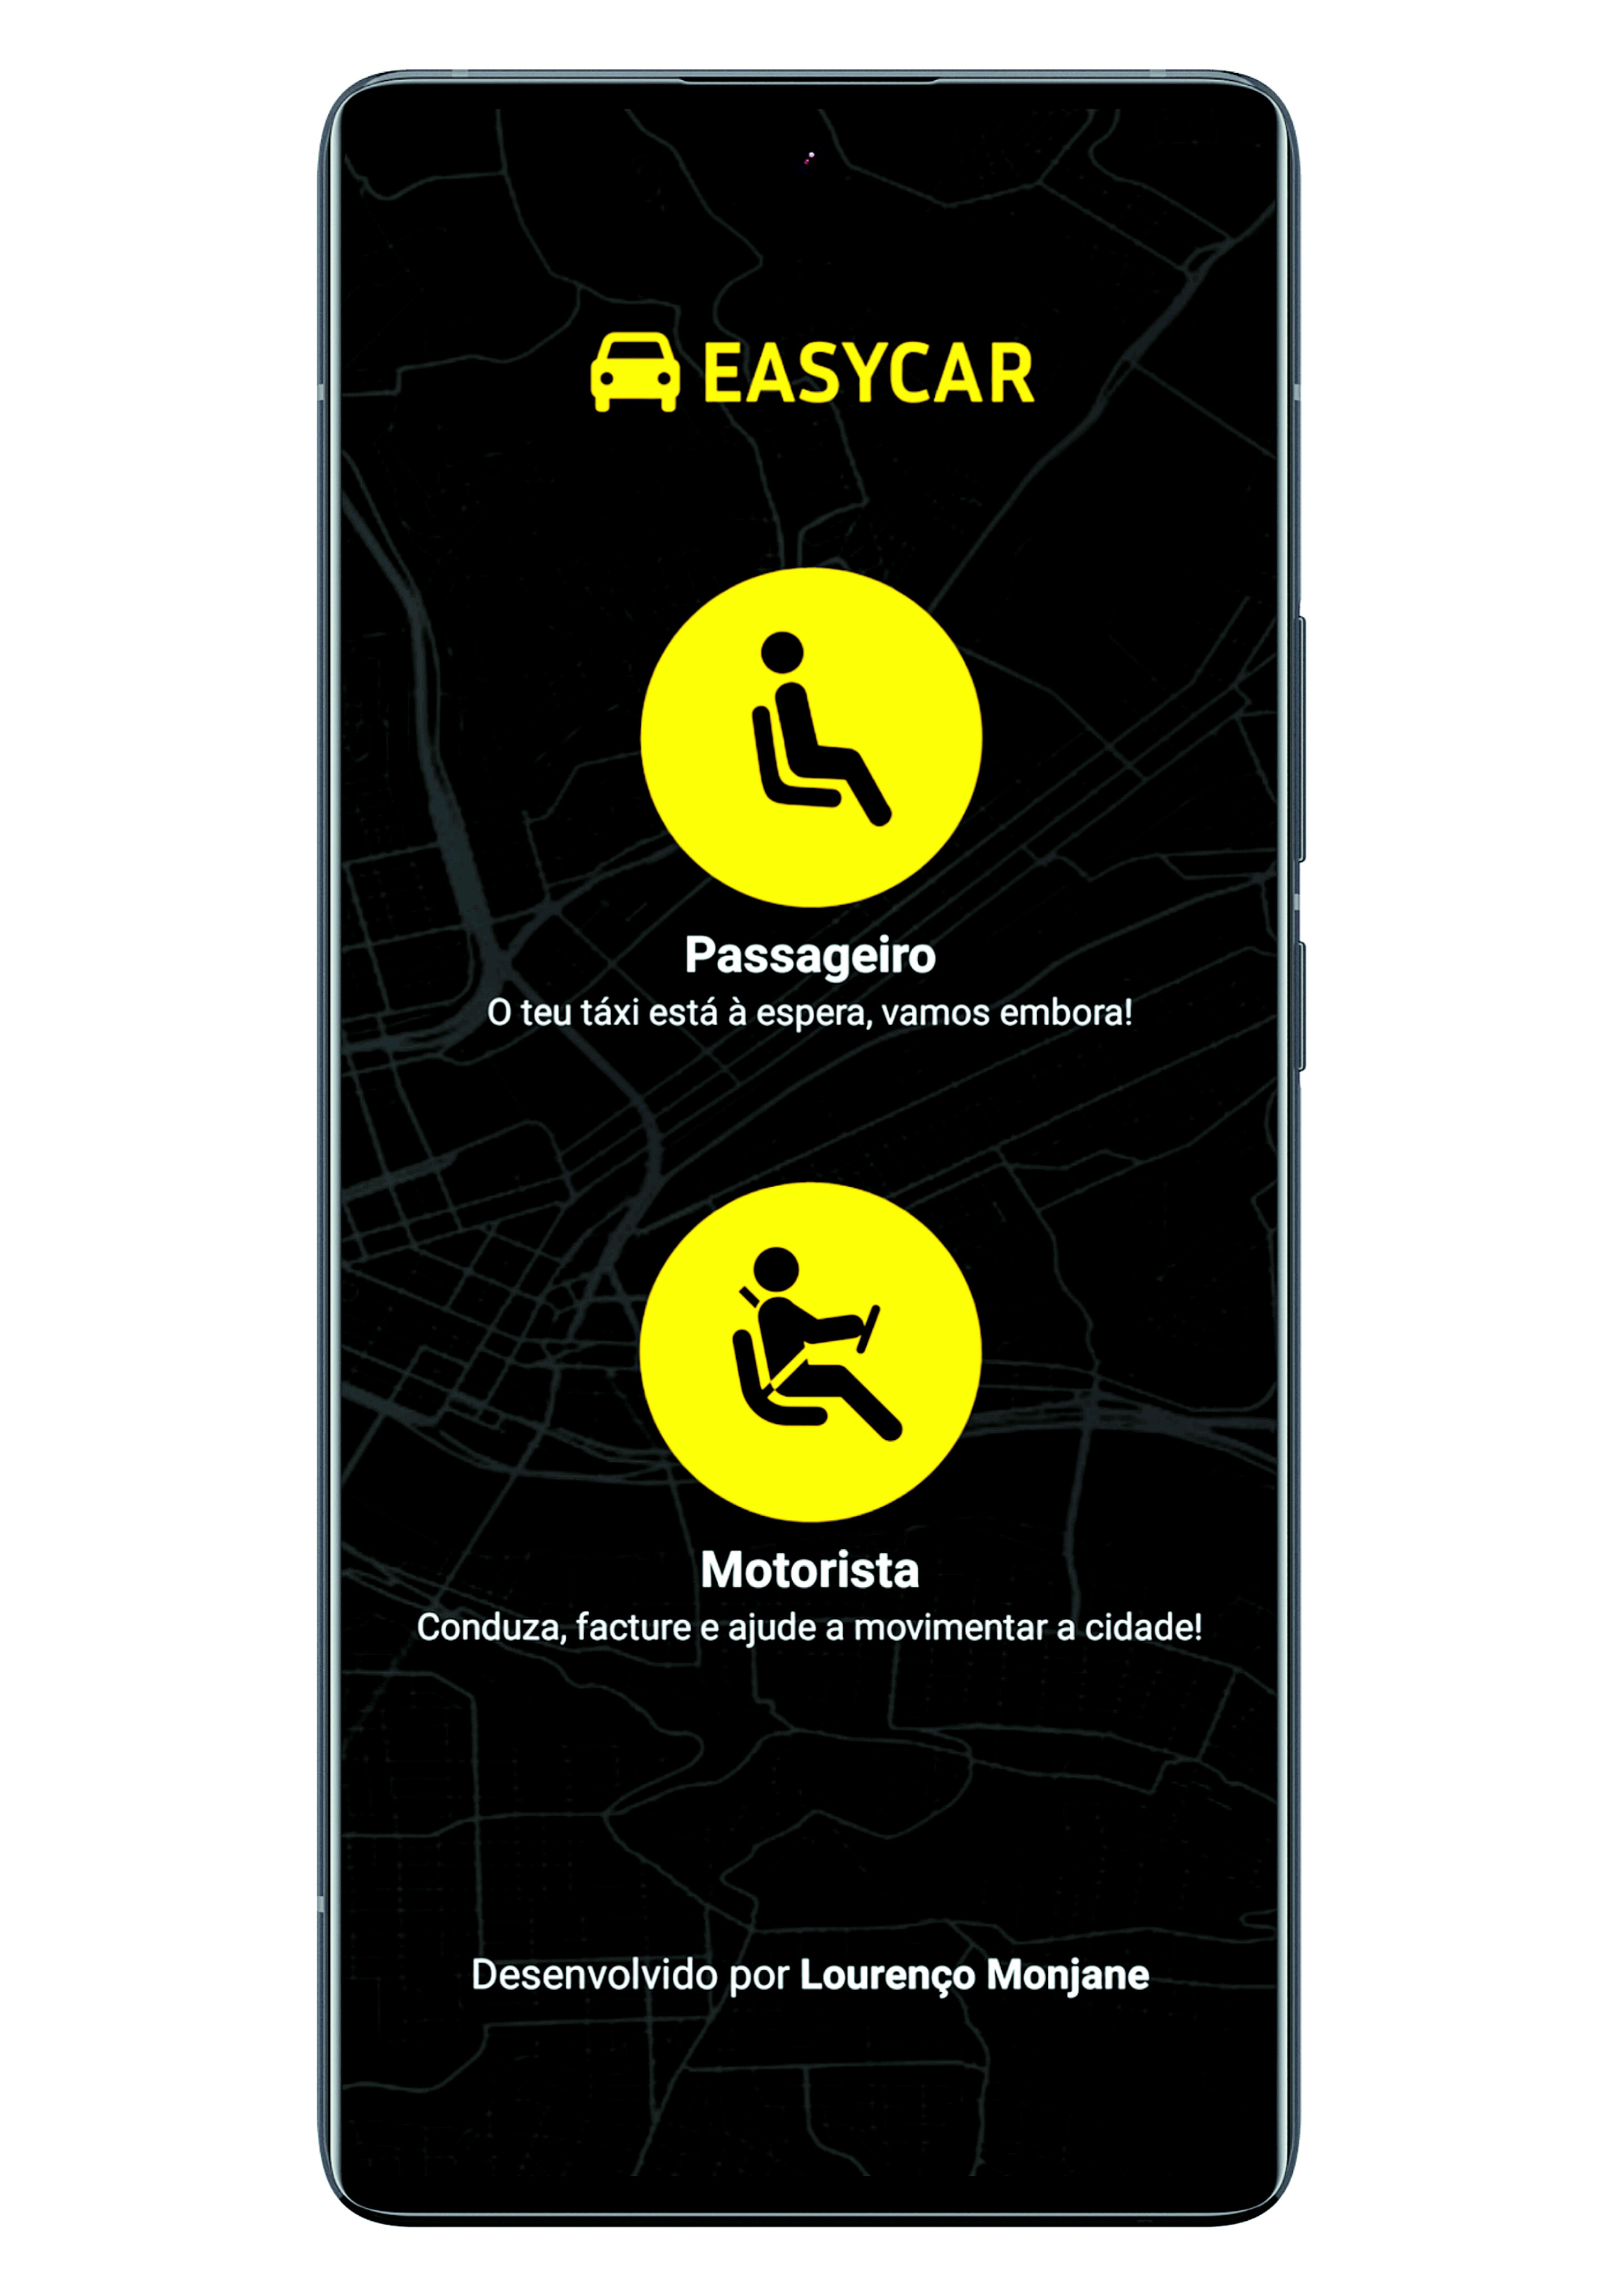 EASYCAR
Passageiro
O teu táxi está à espera, vamos embora!
Motorista
Conduza, facture e ajude a movimentar a cidade!
Desenvolvido por Lourenço Monjane